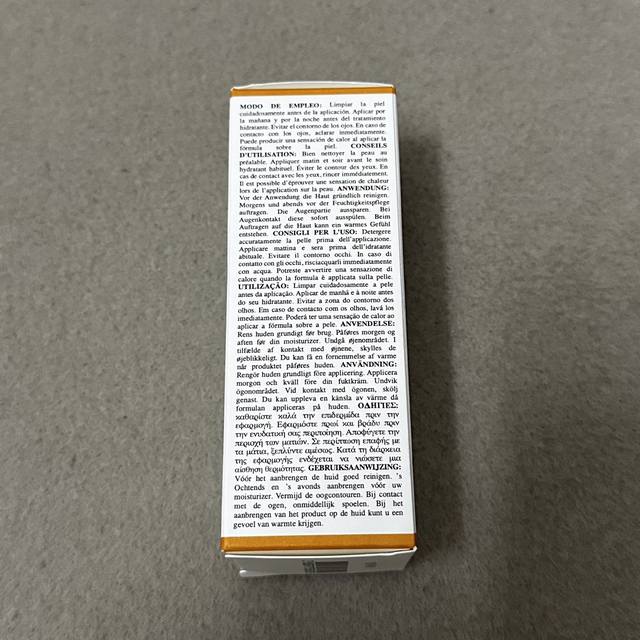 MODO DE EMPLEO: Limpiar la piel
cuidadosamente antes de la aplicación. Aplicar por
la mañana y por la noche antes del tratamiento
hidratante. Evitar el contorno de los ojos. En caso de
contacto con los ojos, aclarar inmediatamente.
Puede producir una sensación de calor al aplicar la
fórmula sobre la piel. CONSEILS
D'UTILISATION: Bien nettoyer la peau au
préalable. Appliquer matin et soir avant le soin
hydratant habituel. Éviter le contour des yeux. En
cas de contact avec les yeux, rincer immédiatement.
Il est possible d'éprouver une sensation de chaleur
lors de l'application sur la peau. ANWENDUNG:
Vor der Anwendung die Haut gründlich reinigen.
Morgens und abends vor der Feuchtigkeitspflege
auftragen. Die Augenpartie aussparen. Bei
Augenkontakt diese sofort ausspülen. Beim
Auftragen auf die Haut kann ein warmes Gefühl
entstehen. CONSIGLI PER L'USO: Detergere
accuratamente la pelle prima dell'applicazione.
Applicare mattina e sera prima dell'idratante
abituale. Evitare il contorno occhi. In caso di
contatto con gli occhi, risciacquarli immediatamente
con acqua. Potreste avvertire una sensazione di
calore quando la formula è applicata sulla pelle.
UTILIZAÇÃO: Limpar cuidadosamente a pele
antes da aplicação. Aplicar de manhã e à noite antes
do seu hidratante. Evitar a zona do contorno dos
olhos. Em caso de contacto com os olhos, lavá los
imediatamente. Poderá ter uma sensação de calor ao
aplicar a fórmula sobre a pele. ANVENDELSE:
Rens huden grundigt før brug. Påføres morgen og
aften før din moisturizer. Undgå øjenområdet. I
tilfælde af kontakt med øjnene, skylles de
øjeblikkeligt. Du kan få en fornemmelse af varme
når produktet påføres huden. ANVÄNDNING:
Rengör huden grundligt före applicering. Applicera
morgon och kväll före din fuktkräm. Undvik
ögonområdet. Vid kontakt med ögonen, skölj
genast. Du kan uppleva en känsla av värme då
formulan appliceras på huden. ΟΔΗΓΙΕΣ:
καθαρίστε καλά την επιδερμίδα πριν την
εφαρμογή. Εφαρμόστε πρωί και βράδυ πριν
την ενυδατική σας περιποίηση. Αποφύγετε την
περιοχή των ματιών. Σε περίπτωση επαφής με
τα μάτια, ξεπλύντε αμέσως. Κατά τη διάρκεια
της εφαρμογής ενδέχεται να νιώσετε μια
αίσθηση θερμότητας. GEBRUIKSAANWIJZING:
Vóór het aanbrengen de huid goed reinigen. 's
Ochtends en 's avonds aanbrengen vóór uw
moisturizer. Vermijd de oogcontouren. Bij contact
met de ogen, onmiddellijk spoelen. Bij het
aanbrengen van het product op de huid kunt u een
gevoel van warmte krijgen.